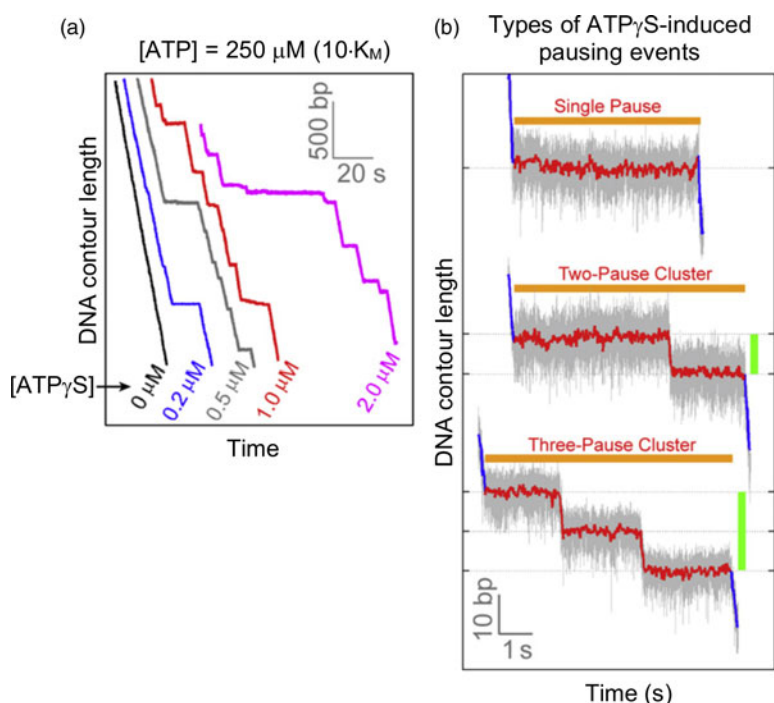 (a)
[ATP] = 250 µM (10·K_M)
500 bp
20 s
DNA contour length
[ATPγS]
0 µM
0.2 µM
0.5 µM
1.0 µM
2.0 µM
Time
(b)
Types of ATPγS-induced
pausing events
Single Pause
Two-Pause Cluster
Three-Pause Cluster
DNA contour length
10 bp
1 s
Time (s)